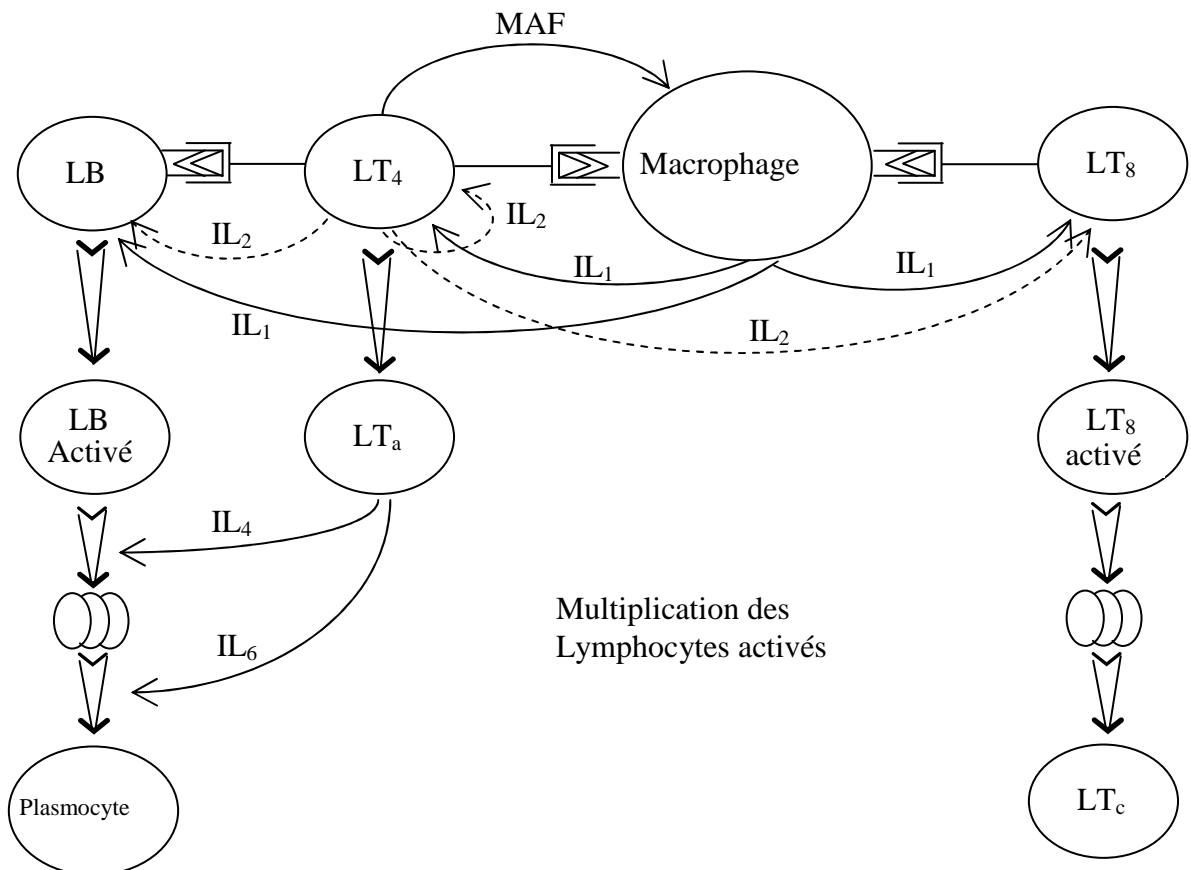 MAF
LB
LT₄
Macrophage
LT₈
IL₂
IL₂
IL₁
IL₁
IL₁
IL₂
LB
Activé
LTₐ
LT₈
activé
IL₄
Multiplication des
Lymphocytes activés
IL₆
Plasmocyte
LTc